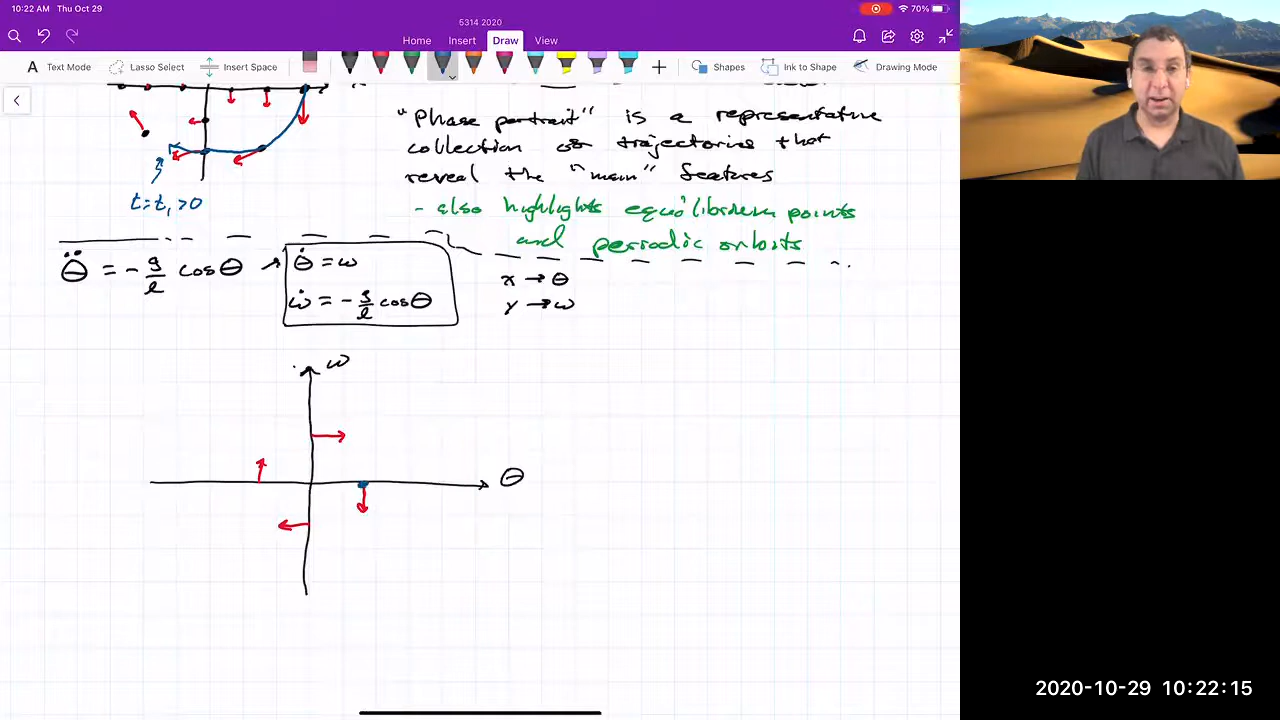 10:22 AM Thu Oct 29
70%
5314 2020
Home Insert Draw View
A Text Mode Lasso Select Insert Space Shapes Ink to Shape Drawing Mode
"Phase portrait" is a representative
collection of trajectories that
reveal the "main" features
- also highlights equilibrium points
and periodic orbits
t=t₁>0
θ̈ = - g/l cosθ → θ̇ = ω
ω̇ = - g/l cosθ
x → θ
y → ω
ω
θ
2020-10-29 10:22:15